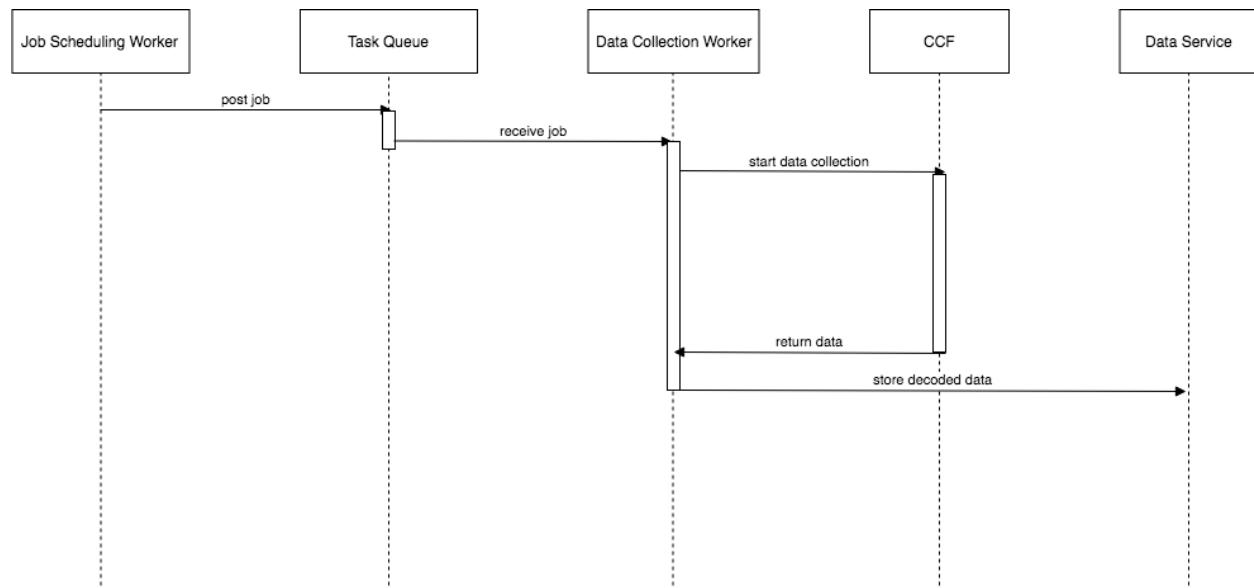 Job Scheduling Worker
Task Queue
Data Collection Worker
CCF
Data Service
post job
receive job
start data collection
return data
store decoded data